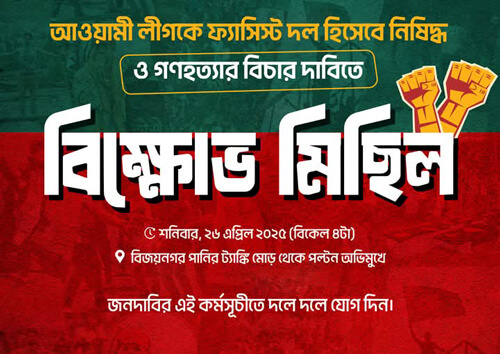 আওয়ামী লীগকে ফ্যাসিস্ট দল হিসেবে নিষিদ্ধ
ও গণহত্যার বিচার দাবিতে
বিক্ষোভ মিছিল
শনিবার, ২৬ এপ্রিল ২০২৫ (বিকেল ৪টা)
বিজয়নগর পানির ট্যাঙ্কি মোড় থেকে পল্টন অভিমুখে
জনদাবির এই কর্মসূচীতে দলে দলে যোগ দিন।